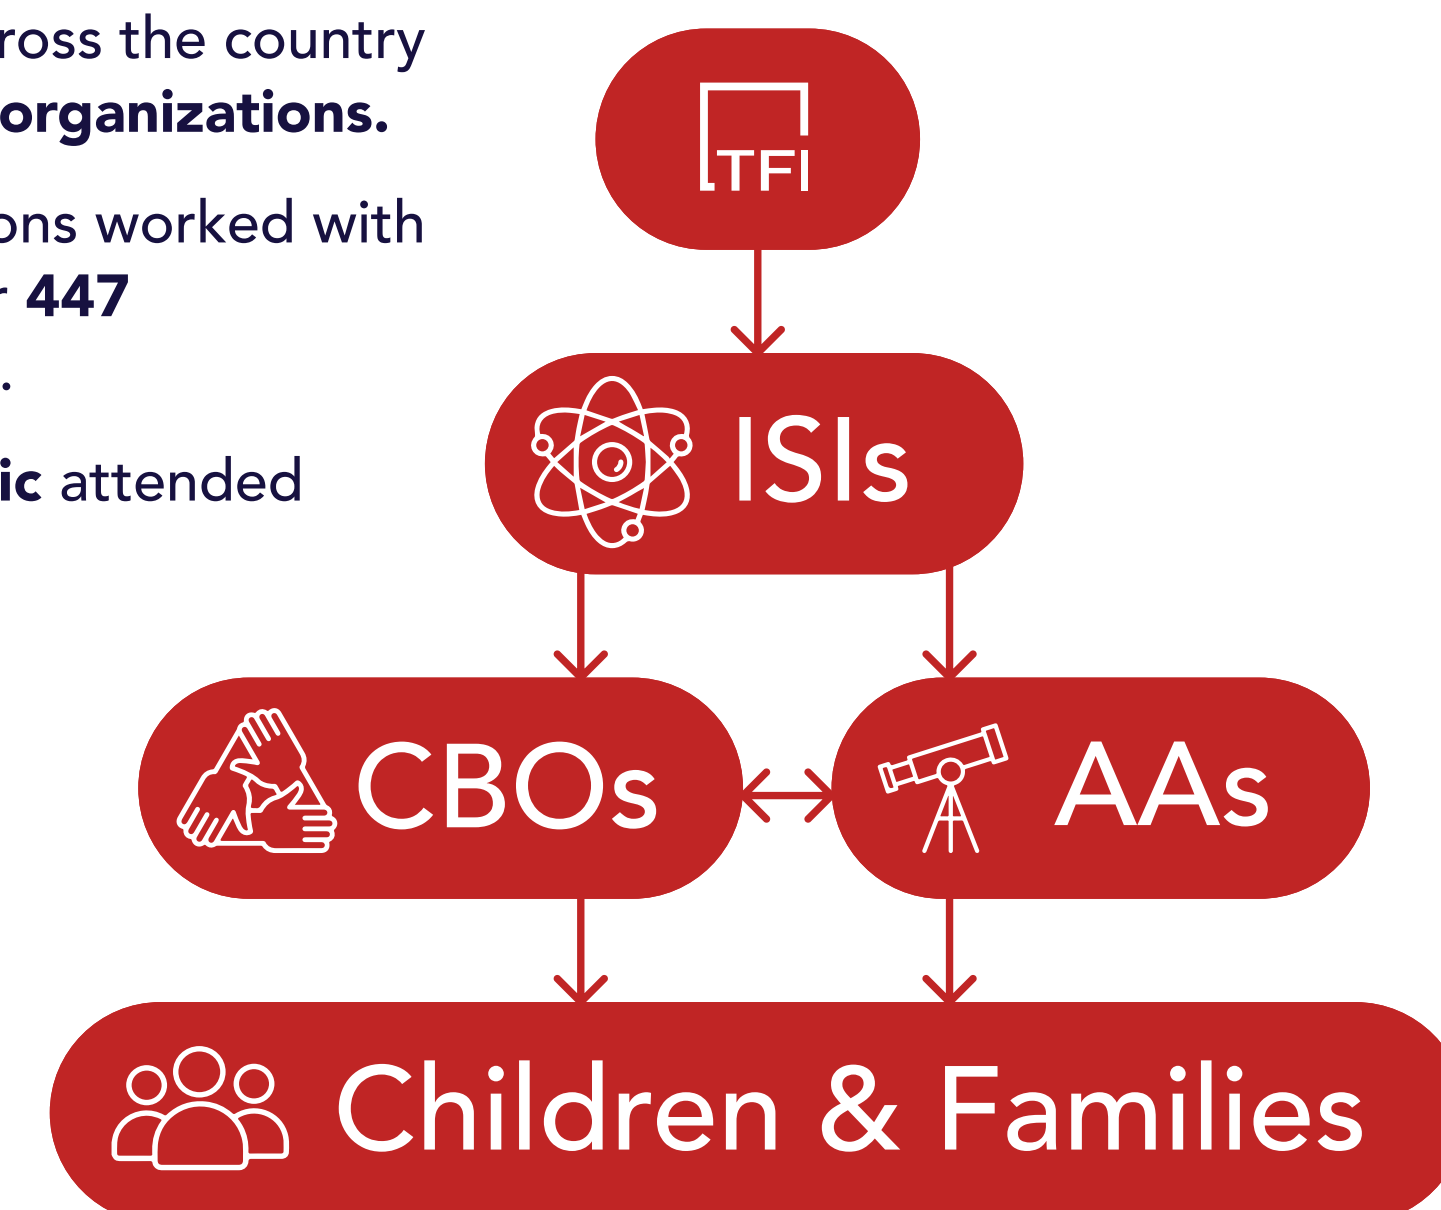 ross the country
organizations.
ons worked with
r 447
.
ic attended
TFI
ISIs
CBOs
AAs
Children & Families